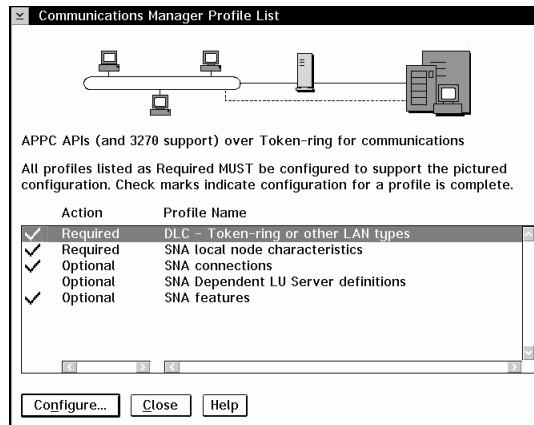 Communications Manager Profile List
APPC APIs (and 3270 support) over Token-ring for communications
All profiles listed as Required MUST be configured to support the pictured
configuration. Check marks indicate configuration for a profile is complete.
Action Profile Name
Required DLC - Token-ring or other LAN types
Required SNA local node characteristics
Optional SNA connections
Optional SNA Dependent LU Server definitions
Optional SNA features
Configure... Close Help